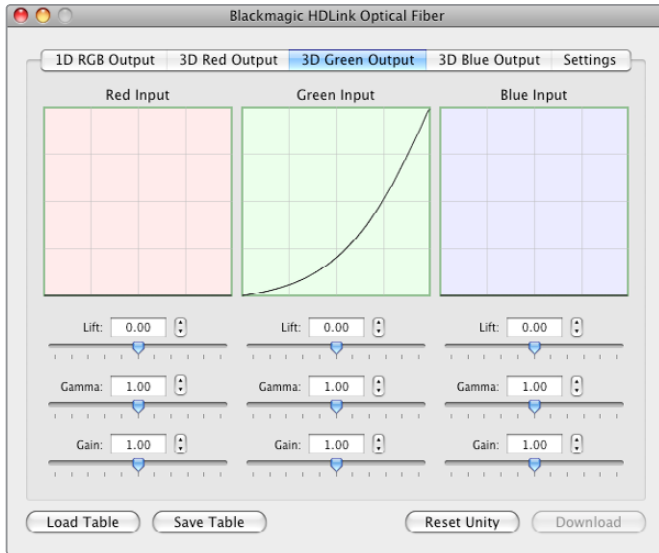 Blackmagic HDLink Optical Fiber
1D RGB Output 3D Red Output 3D Green Output 3D Blue Output Settings
Red Input Green Input Blue Input
Lift: 0.00 Lift: 0.00 Lift: 0.00
Gamma: 1.00 Gamma: 1.00 Gamma: 1.00
Gain: 1.00 Gain: 1.00 Gain: 1.00
Load Table Save Table Reset Unity Download